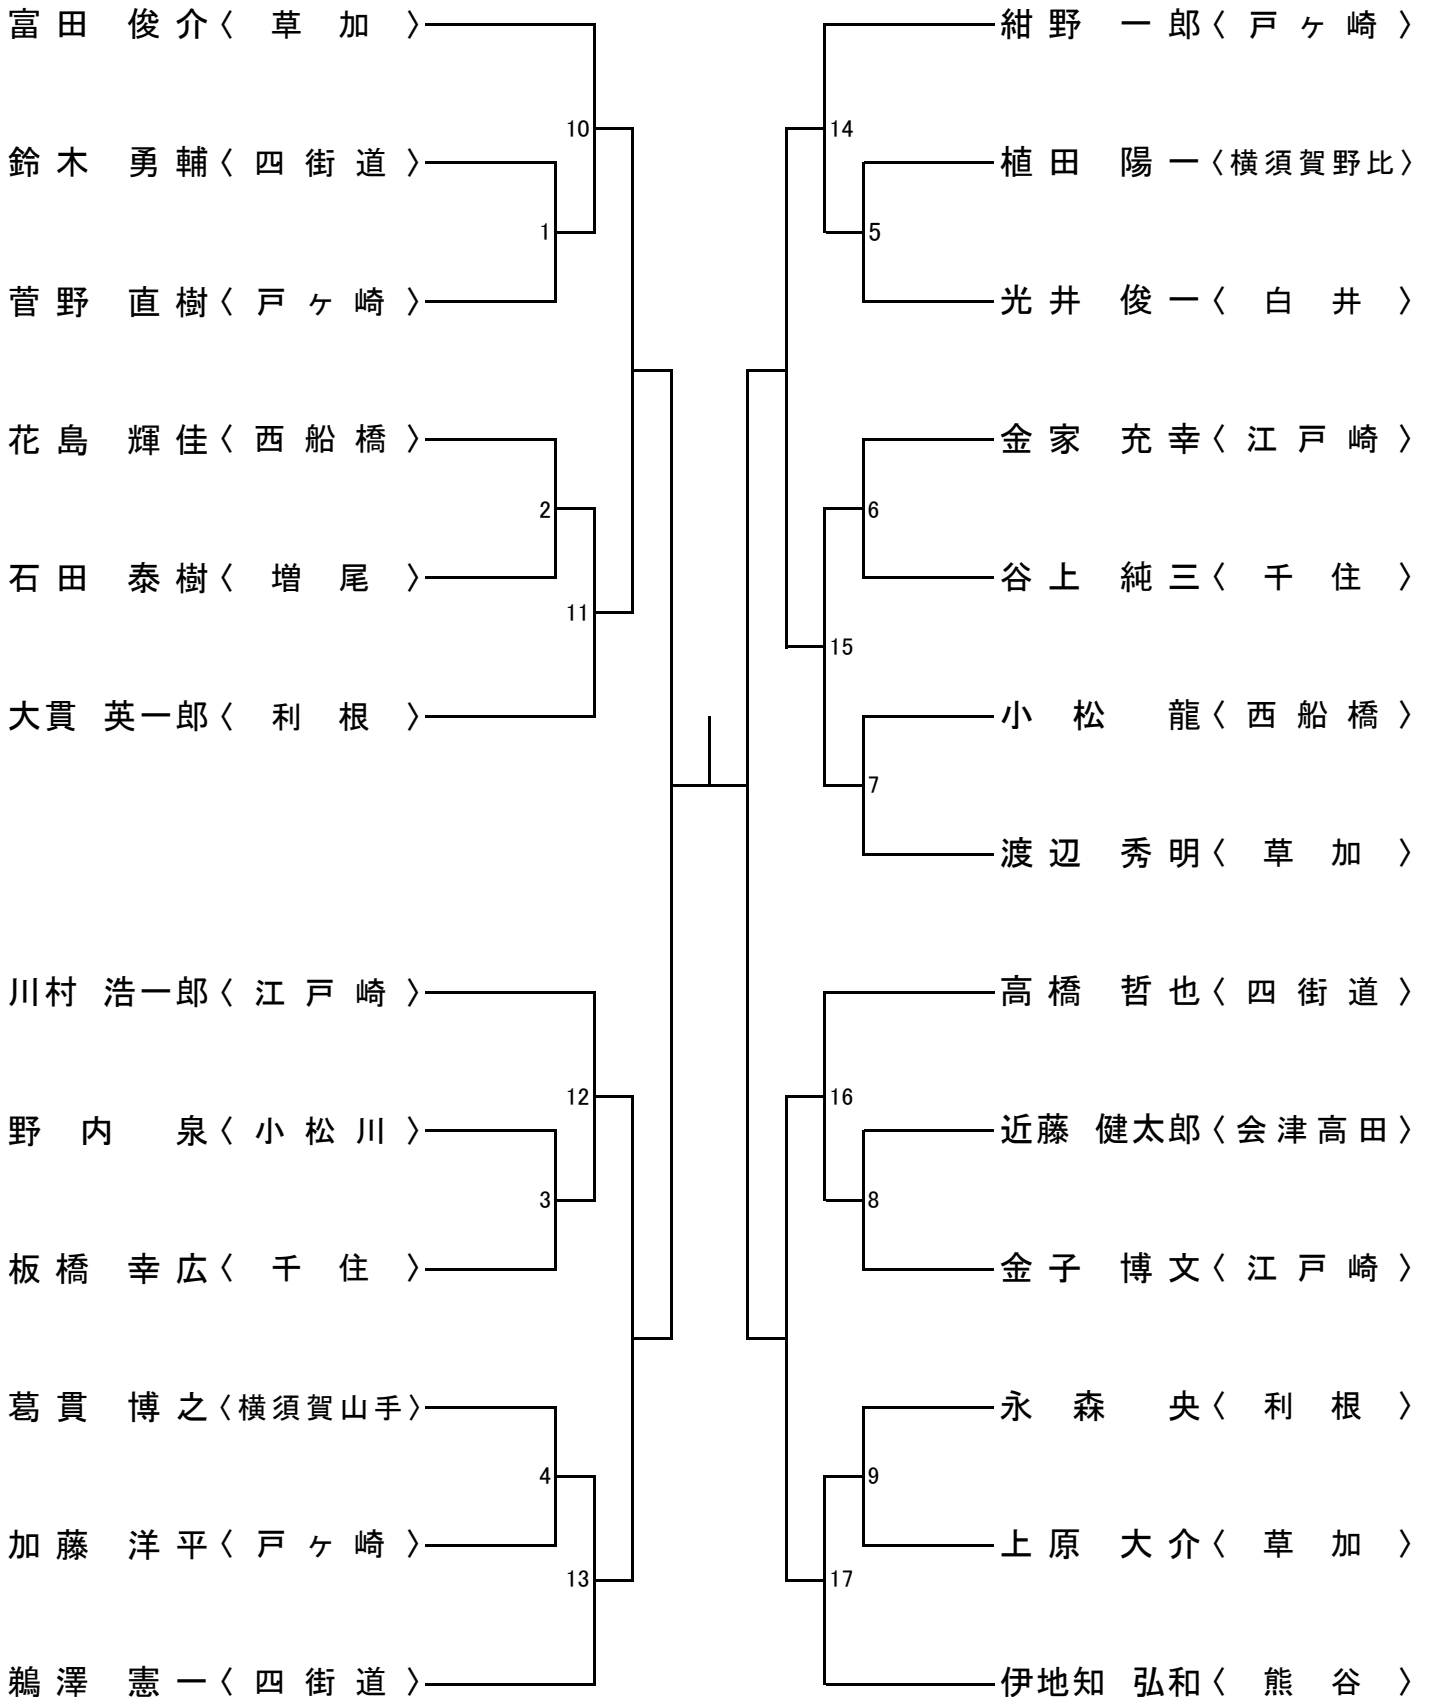 富田 俊介〈 草加 〉
10
鈴木 勇輔〈 四街道 〉
1
菅野 直樹〈 戸ヶ崎 〉
花島 輝佳〈 西船橋 〉
2
石田 泰樹〈 増尾 〉
11
大貫 英一郎〈 利根 〉
川村 浩一郎〈 江戸崎 〉
12
野内 泉〈 小松川 〉
3
板橋 幸広〈 千住 〉
葛貫 博之〈横須賀山手〉
4
加藤 洋平〈 戸ヶ崎 〉
13
鵜澤 憲一〈 四街道 〉
紺野 一郎〈 戸ヶ崎 〉
14
植田 陽一〈横須賀野比〉
5
光井 俊一〈 白井 〉
金家 充幸〈 江戸崎 〉
6
谷上 純三〈 千住 〉
15
小松 龍〈 西船橋 〉
7
渡辺 秀明〈 草加 〉
高橋 哲也〈 四街道 〉
16
近藤 健太郎〈 会津高田 〉
8
金子 博文〈 江戸崎 〉
永森 央〈 利根 〉
9
上原 大介〈 草加 〉
17
伊地知 弘和〈 熊谷 〉